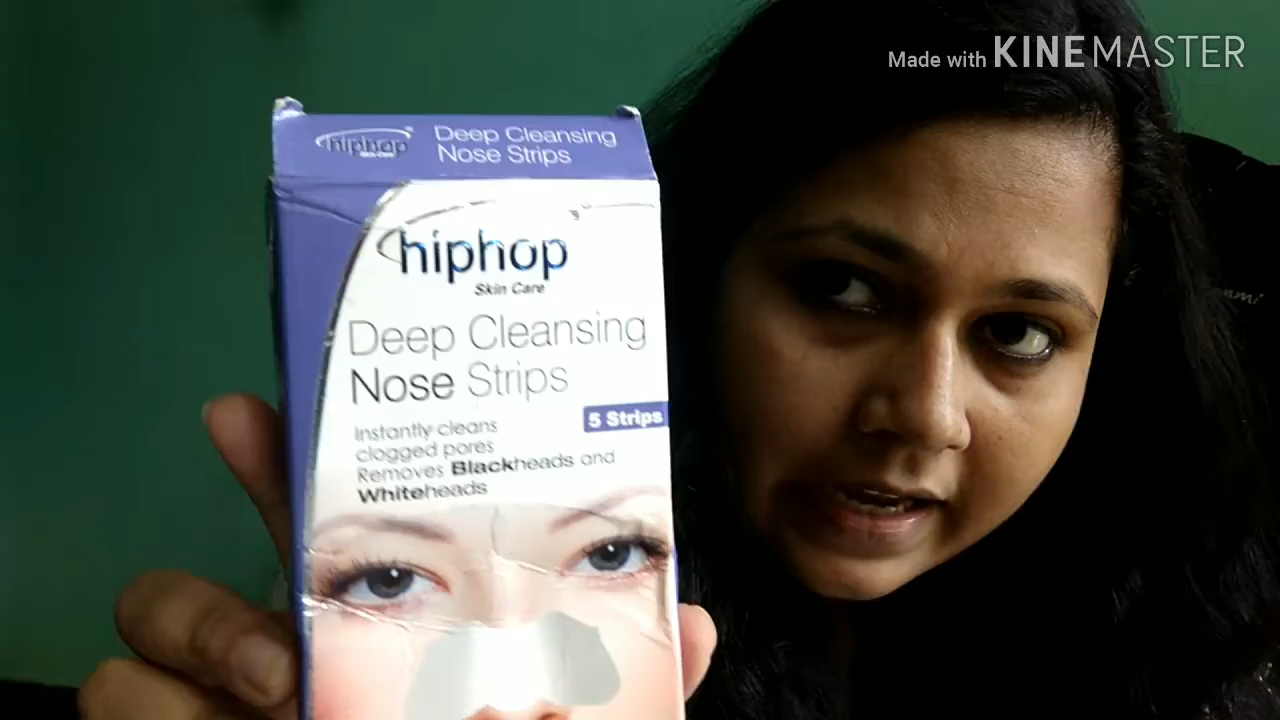 Made with KINEMASTER
hiphop
Skin Care
Deep Cleansing
Nose Strips
hiphop
Skin Care
Deep Cleansing
Nose Strips
5 Strips
Instantly cleans
clogged pores
Removes Blackheads and
Whiteheads